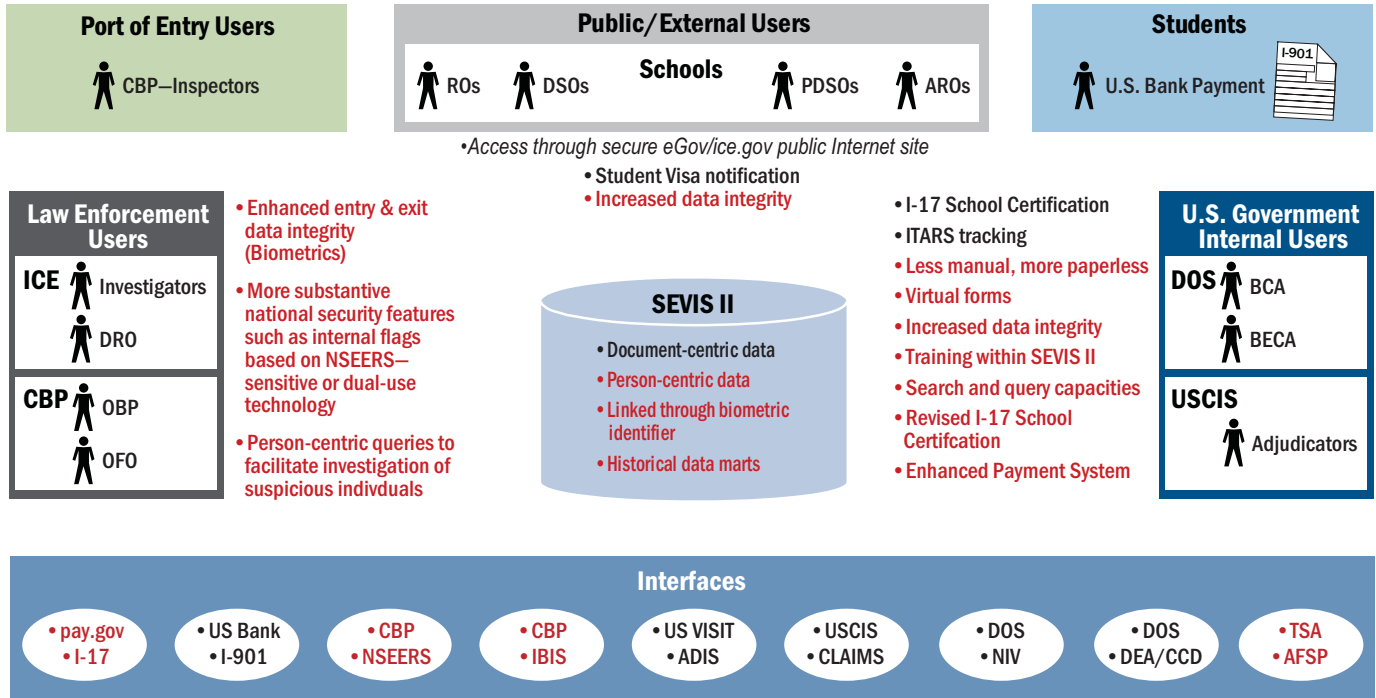 Port of Entry Users
CBP—Inspectors
Public/External Users
Schools
ROs
DSOs
PDSOs
AROs
Students
U.S. Bank Payment
I-901
•Access through secure eGov/ice.gov public Internet site
• Student Visa notification
• Increased data integrity
Law Enforcement
Users
ICE
Investigators
DRO
CBP
OBP
OFO
• Enhanced entry & exit
data integrity
(Biometrics)
• More substantive
national security features
such as internal flags
based on NSEERS—
sensitive or dual-use
technology
• Person-centric queries to
facilitate investigation of
suspicious indivduals
SEVIS II
• Document-centric data
• Person-centric data
• Linked through biometric
identifier
• Historical data marts
• I-17 School Certification
• ITARS tracking
• Less manual, more paperless
• Virtual forms
• Increased data integrity
• Training within SEVIS II
• Search and query capacities
• Revised I-17 School
Certifcation
• Enhanced Payment System
U.S. Government
Internal Users
DOS
BCA
BECA
USCIS
Adjudicators
Interfaces
• pay.gov
• I-17
• US Bank
• I-901
• CBP
• NSEERS
• CBP
• IBIS
• US VISIT
• ADIS
• USCIS
• CLAIMS
• DOS
• NIV
• DOS
• DEA/CCD
• TSA
• AFSP